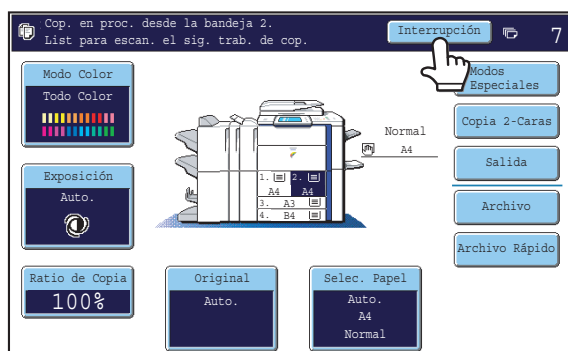 Cop. en proc. desde la bandeja 2.
List para escan. el sig. trab. de cop.
Interrupción
7
Modo Color
Todo Color
Exposición
Auto.
Ratio de Copia
100%
Original
Auto.
Selec. Papel
Auto.
A4
Normal
1.
2.
A4
A4
3. A3
4. B4
Normal
A4
Modos
Especiales
Copia 2-Caras
Salida
Archivo
Archivo Rápido